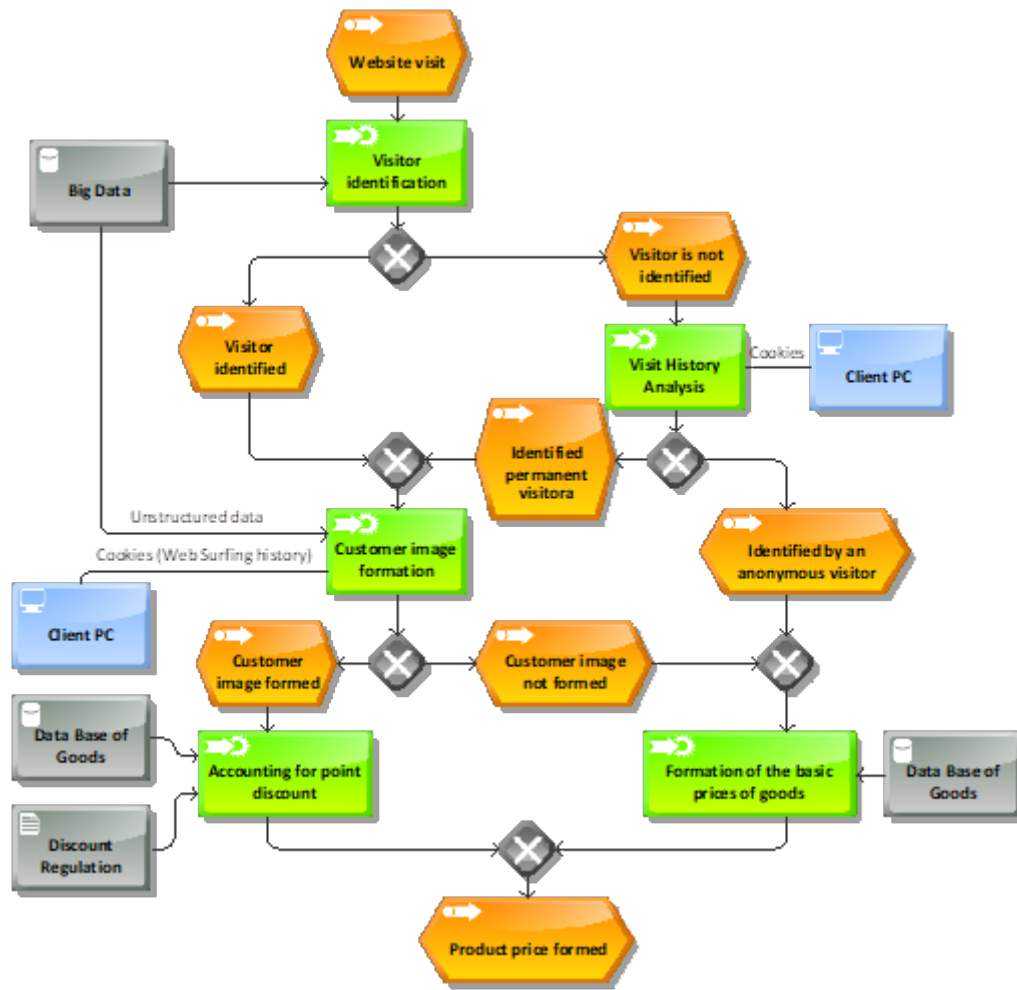 Website visit
Visitor
identification
Big Data
Visitor is not
identified
Visitor
identified
Visit History
Analysis
Cookies
Client PC
Identified
permanent
visitora
Unstructured data
Customer image
formation
Identified by an
anonymous visitor
Cookies (Web Surfing history)
Client PC
Customer
image formed
Customer image
not formed
Data Base of
Goods
Accounting for point
discount
Formation of the basic
prices of goods
Data Base of
Goods
Discount
Regulation
Product price formed